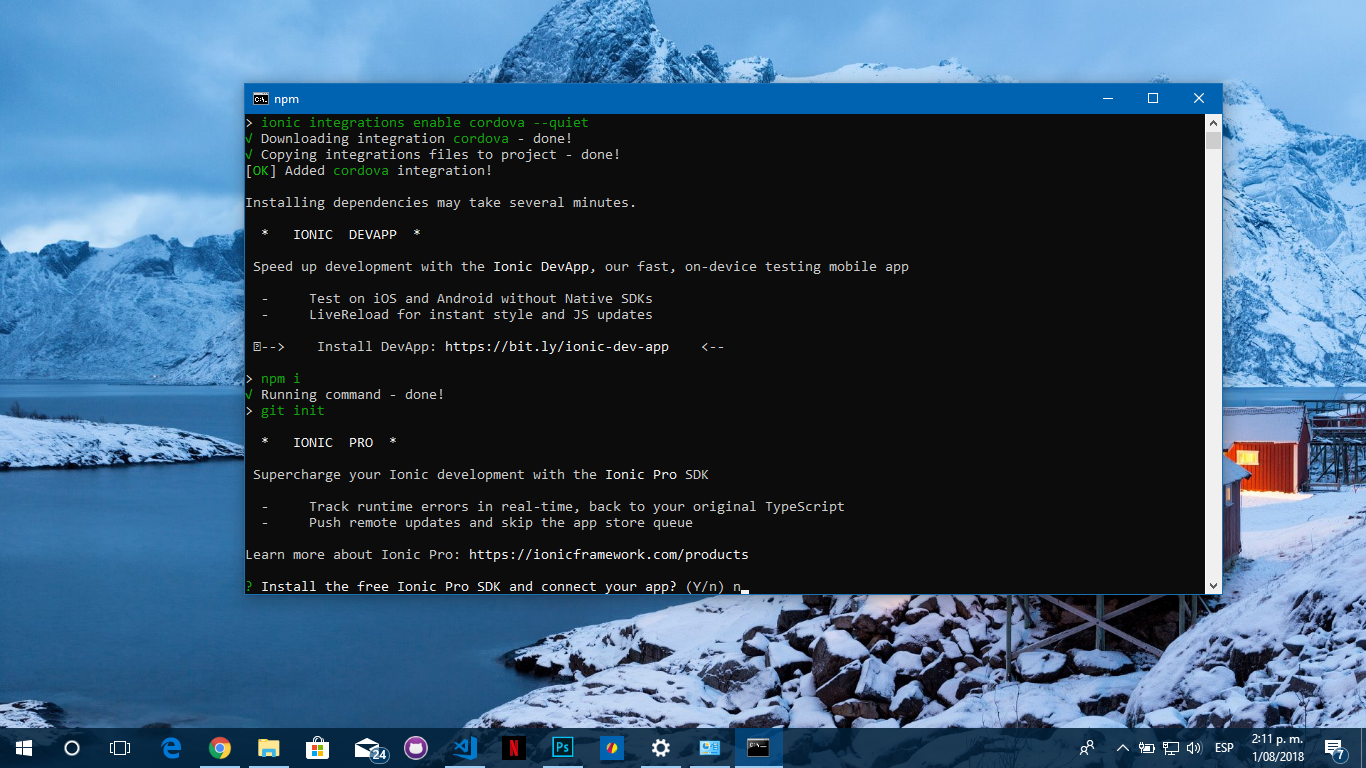 npm
> ionic integrations enable cordova --quiet
√ Downloading integration cordova - done!
√ Copying integrations files to project - done!
[OK] Added cordova integration!
Installing dependencies may take several minutes.
* IONIC DEVAPP *
Speed up development with the Ionic DevApp, our fast, on-device testing mobile app
- Test on iOS and Android without Native SDKs
- LiveReload for instant style and JS updates
--> Install DevApp: https://bit.ly/ionic-dev-app <--
> npm i
√ Running command - done!
> git init
* IONIC PRO *
Supercharge your Ionic development with the Ionic Pro SDK
- Track runtime errors in real-time, back to your original TypeScript
- Push remote updates and skip the app store queue
Learn more about Ionic Pro: https://ionicframework.com/products
? Install the free Ionic Pro SDK and connect your app? (Y/n) n
24
N
Ps
ESP
2:11 p. m.
1/08/2018
7